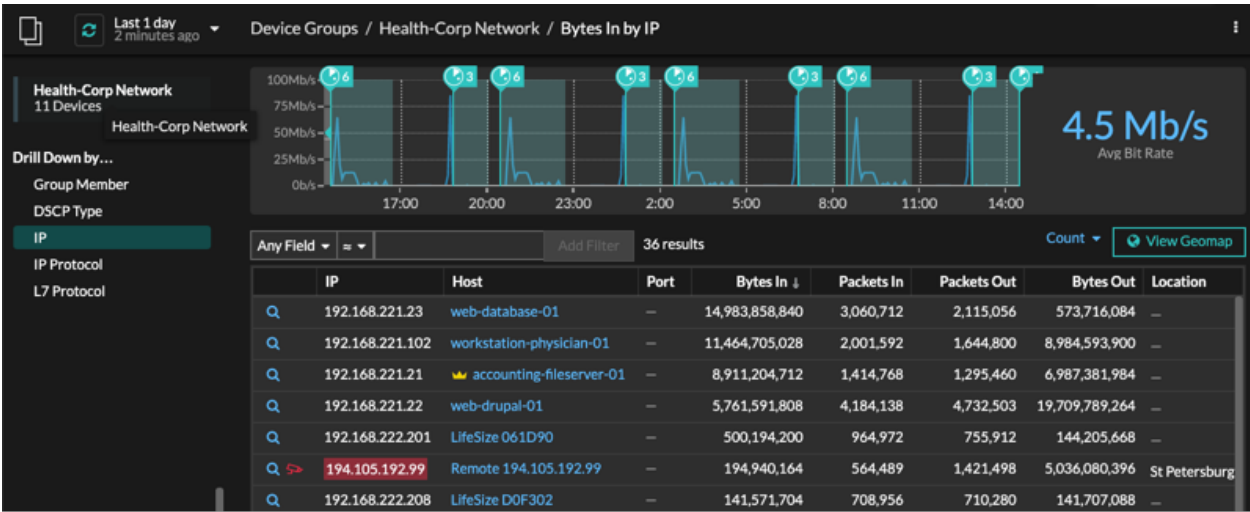 Last 1 day
2 minutes ago
Device Groups / Health-Corp Network / Bytes In by IP
Health-Corp Network
11 Devices
Health-Corp Network
Drill Down by...
Group Member
DSCP Type
IP
IP Protocol
L7 Protocol
6 3 6 3 6 3 6 3
100Mb/s
75Mb/s
50Mb/s
25Mb/s
0b/s
17:00 20:00 23:00 2:00 5:00 8:00 11:00 14:00
4.5 Mb/s
Avg Bit Rate
Any Field ≈ Add Filter 36 results Count View Geomap
IP Host Port Bytes In ↓ Packets In Packets Out Bytes Out Location
192.168.221.23 web-database-01 — 14,983,858,840 3,060,712 2,115,056 573,716,084 —
192.168.221.102 workstation-physician-01 — 11,464,705,028 2,001,592 1,644,800 8,984,593,900 —
192.168.221.21 accounting-fileserver-01 — 8,911,204,712 1,414,768 1,295,460 6,987,381,984 —
192.168.221.22 web-drupal-01 — 5,761,591,808 4,184,138 4,732,503 19,709,789,264 —
192.168.222.201 LifeSize 061D90 — 500,194,200 964,972 755,912 144,205,668 —
194.105.192.99 Remote 194.105.192.99 — 194,940,164 564,489 1,421,498 5,036,080,396 St Petersburg
192.168.222.208 LifeSize D0F302 — 141,571,704 708,956 710,280 141,707,088 —